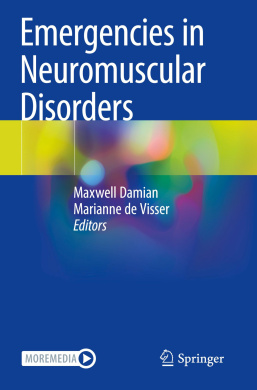 Emergencies in
Neuromuscular
Disorders
Maxwell Damian
Marianne de Visser
Editors
MOREMEDIA
Springer